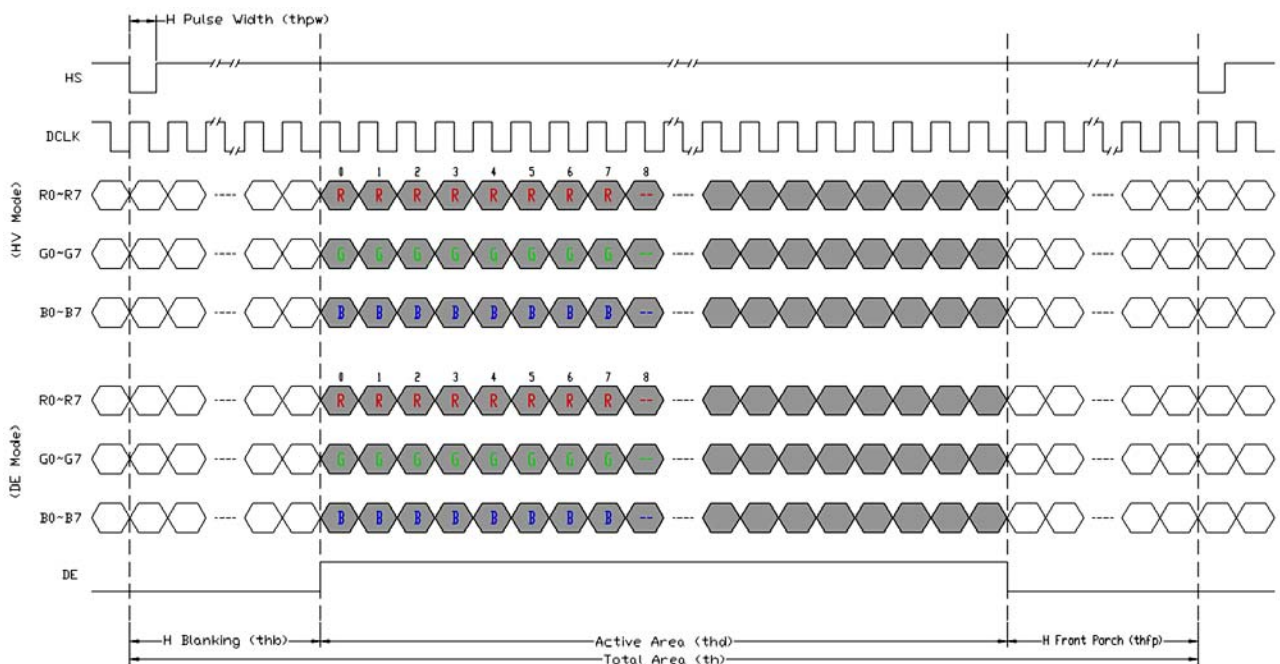 H Pulse Width (thpw)
HS
DCLK
(HV Mode)
0 1 2 3 4 5 6 7 8
R0~R7 R R R R R R R R -- ----
G0~G7 G G G G G G G G -- ----
B0~B7 B B B B B B B B -- ----
(DE Mode)
0 1 2 3 4 5 6 7 8
R0~R7 R R R R R R R R -- ----
G0~G7 G G G G G G G G -- ----
B0~B7 B B B B B B B B -- ----
DE
H Blanking (thb) Active Area (thd) H Front Porch (thfp)
Total Area (th)